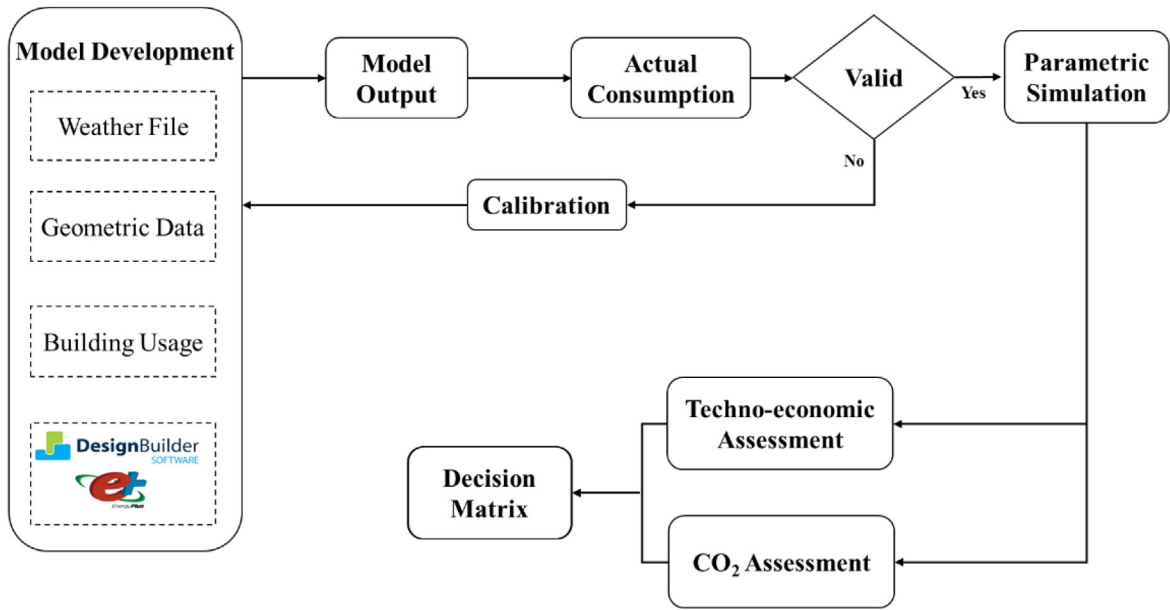 Model Development
Weather File
Geometric Data
Building Usage
DesignBuilder
SOFTWARE
e+
EnergyPlus
Model
Output
Actual
Consumption
Valid
Yes
No
Parametric
Simulation
Calibration
Techno-economic
Assessment
Decision
Matrix
CO₂ Assessment